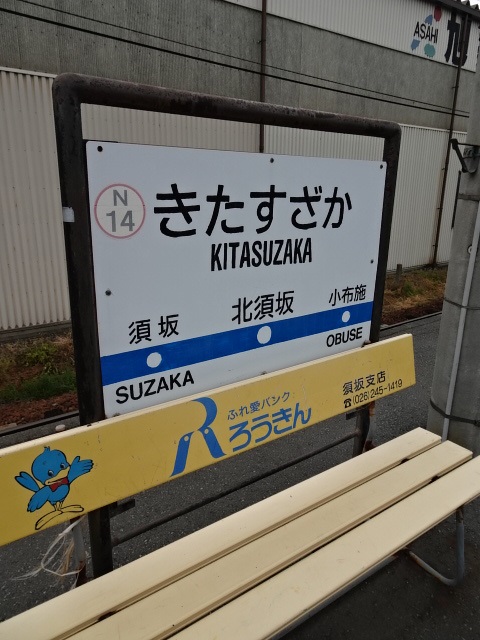 ASAHI
旭
N
14
きたすざか
KITASUZAKA
須坂
北須坂
小布施
SUZAKA
OBUSE
ふれ愛バンク
ろうきん
須坂支店
☎(026)245-1419